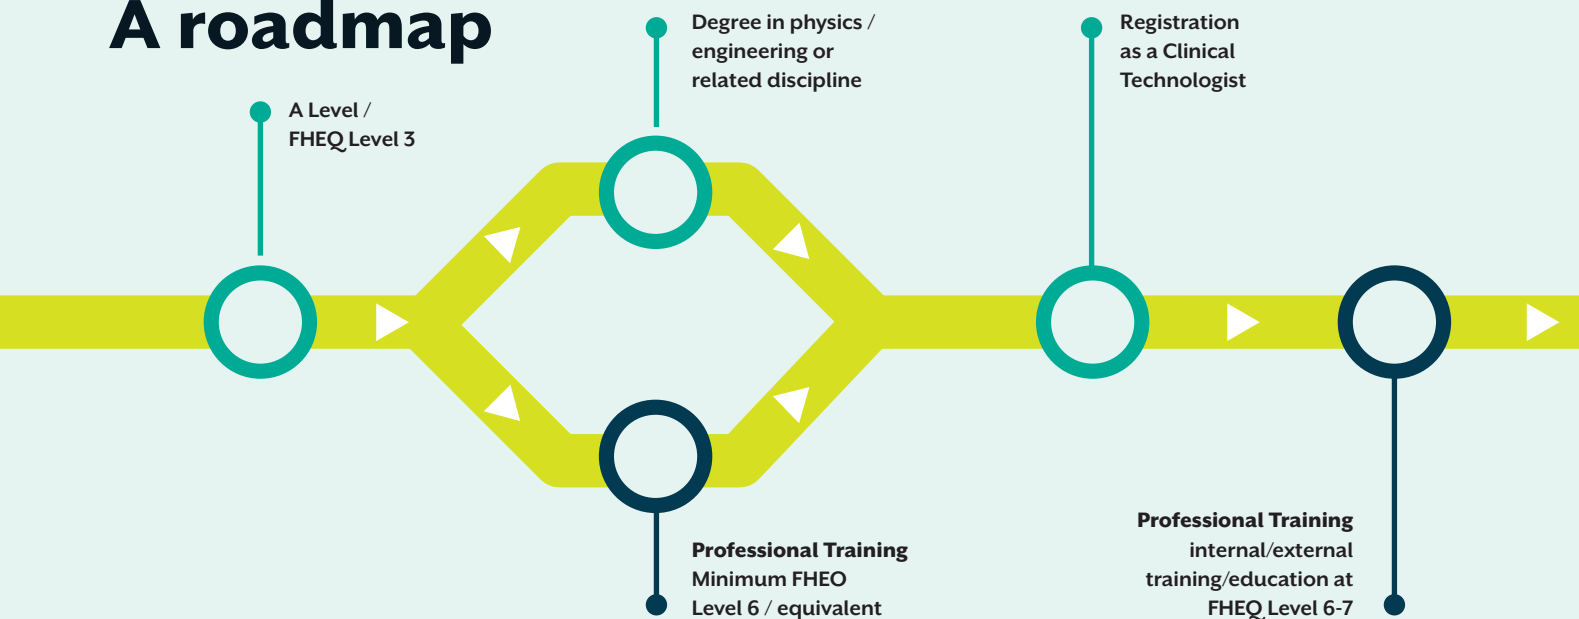 A roadmap
A Level /
FHEQ Level 3
Degree in physics /
engineering or
related discipline
Registration
as a Clinical
Technologist
Professional Training
Minimum FHEO
Level 6 / equivalent
Professional Training
internal/external
training/education at
FHEQ Level 6-7